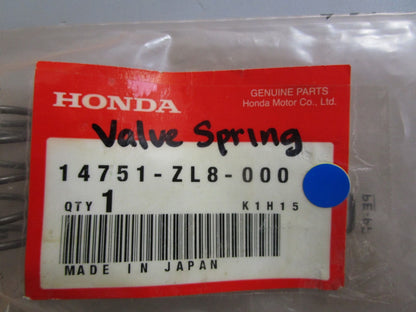 GENUINE PARTS
HONDA
Honda Motor Co., Ltd.
Valve Spring
14751-ZL8-000
QTY 1 K1H15
MADE IN JAPAN